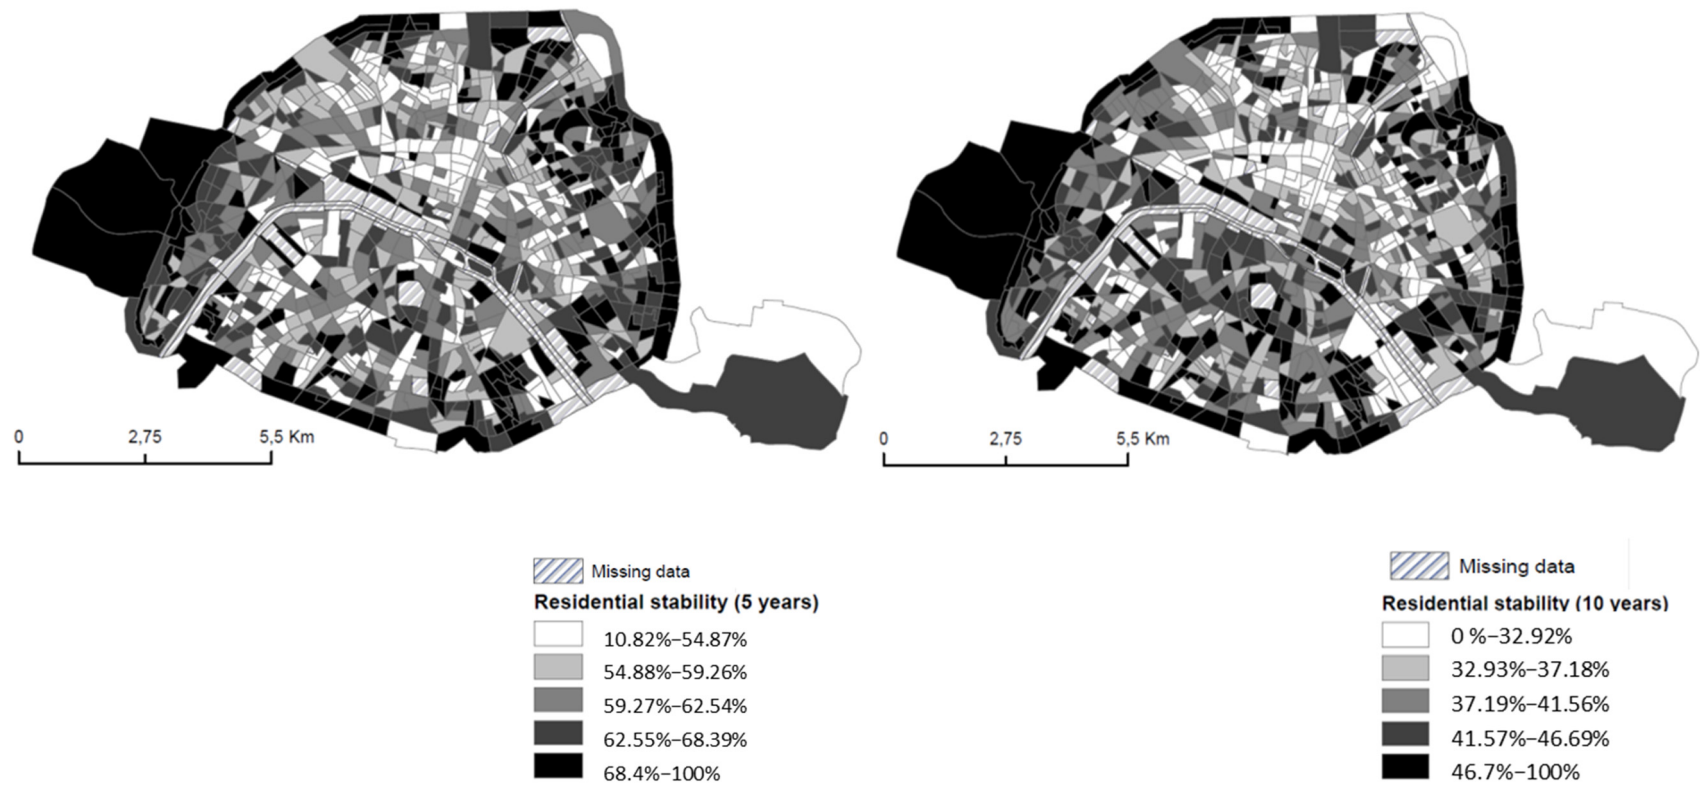 0 2,75 5,5 Km
Missing data
Residential stability (5 years)
10.82%–54.87%
54.88%–59.26%
59.27%–62.54%
62.55%–68.39%
68.4%–100%
0 2,75 5,5 Km
Missing data
Residential stability (10 years)
0 %–32.92%
32.93%–37.18%
37.19%–41.56%
41.57%–46.69%
46.7%–100%